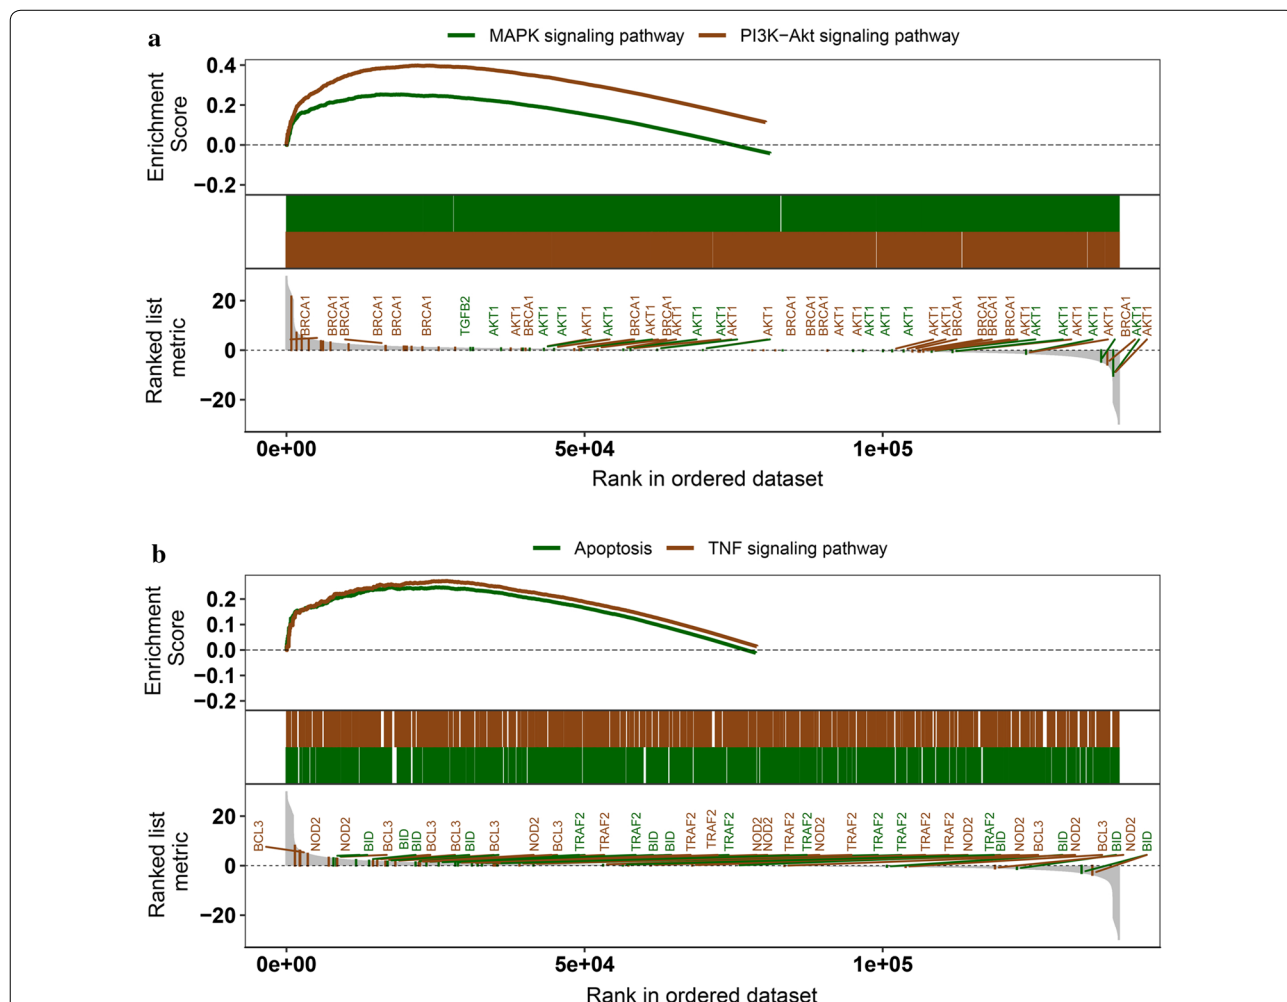 a
MAPK signaling pathway PI3K−Akt signaling pathway
Enrichment
Score
0.4
0.2
0.0
−0.2
Ranked list
metric
20
0
−20
BRCA1 BRCA1 BRCA1 BRCA1 BRCA1 BRCA1 TGFB2 AKT1 AKT1 BRCA1 AKT1 AKT1 AKT1 AKT1 BRCA1 AKT1 BRCA1 AKT1 AKT1 AKT1 AKT1 AKT1 BRCA1 BRCA1 BRCA1 AKT1 AKT1 AKT1 AKT1 AKT1 AKT1 AKT1 BRCA1 BRCA1 BRCA1 BRCA1 AKT1 AKT1 AKT1 AKT1 AKT1 AKT1 BRCA1 AKT1 AKT1
0e+00 5e+04 1e+05
Rank in ordered dataset
b
Apoptosis TNF signaling pathway
Enrichment
Score
0.2
0.1
0.0
−0.1
−0.2
Ranked list
metric
20
0
−20
BCL3 NOD2 NOD2 BID BCL3 BID BID BCL3 BCL3 BID BCL3 NOD2 BCL3 TRAF2 TRAF2 TRAF2 BID BID TRAF2 TRAF2 TRAF2 NOD2 NOD2 TRAF2 TRAF2 NOD2 TRAF2 TRAF2 TRAF2 TRAF2 TRAF2 NOD2 TRAF2 BID NOD2 BCL3 BID NOD2 BCL3 BID NOD2 BID
0e+00 5e+04 1e+05
Rank in ordered dataset